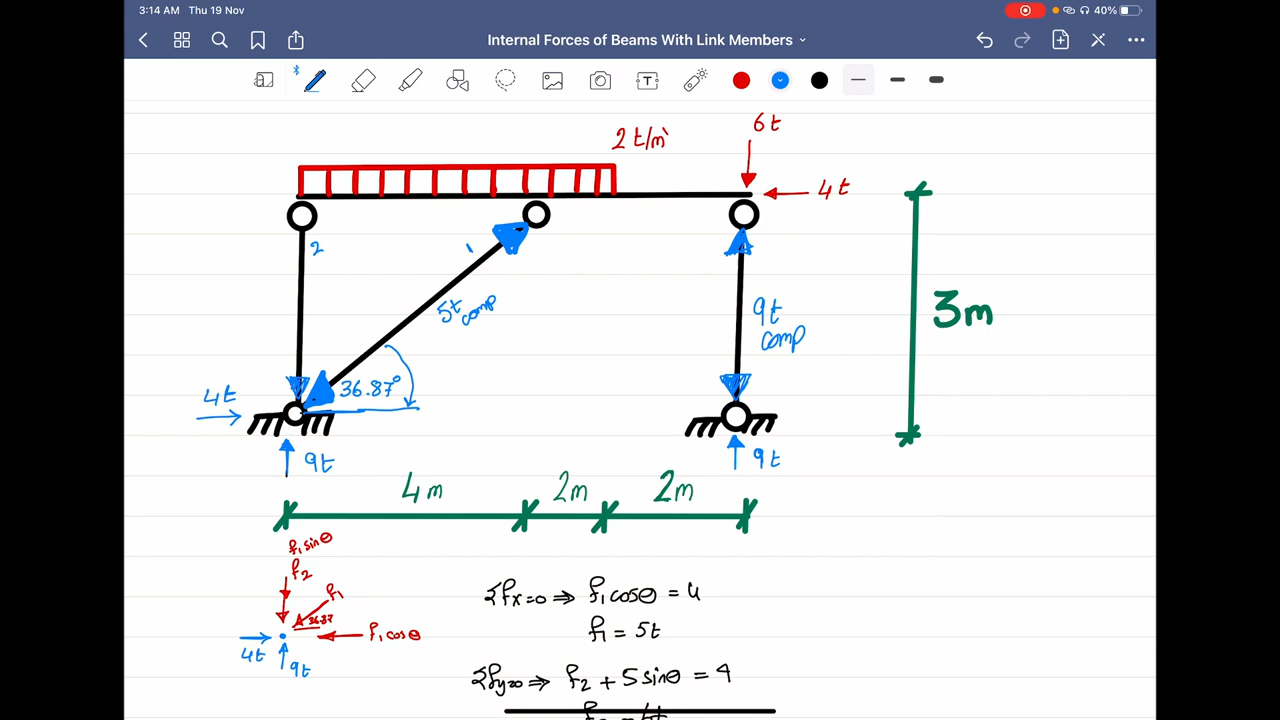 3:14 AM Thu 19 Nov
40%
Internal Forces of Beams With Link Members
T
6t
2 t/m'
4t
2
1
5t comp
9t comp
3m
36.87°
4t
9t
9t
4m
2m
2m
f1 sinθ
f2
f1
36.87
f1 cosθ
4t
9t
Σfx=0 ⇒ f1 cosθ = 4
f1 = 5t
Σfy=0 ⇒ f2 + 5 sinθ = 9